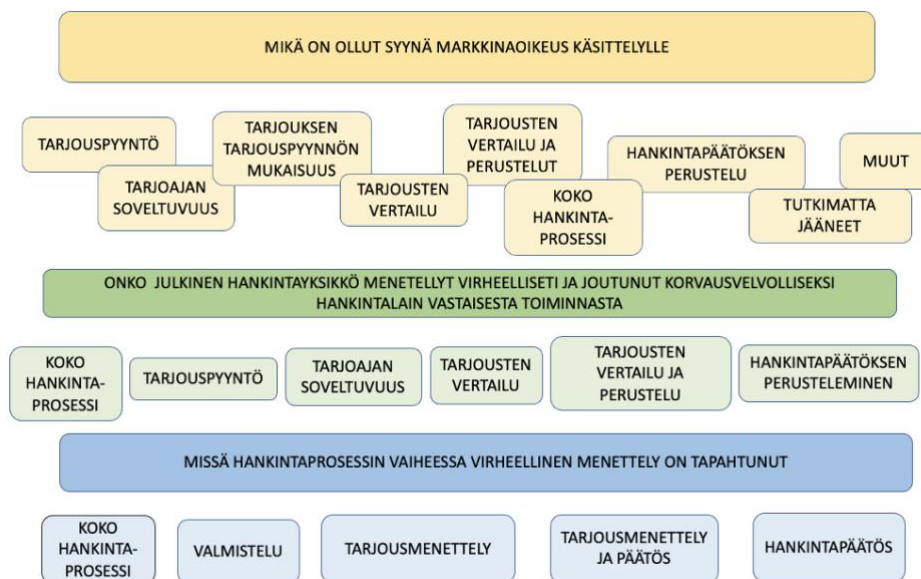 MIKÄ ON OLLUT SYYNÄ MARKKINAOIKEUS KÄSITTELYLLE
TARJOUSPYYNTÖ
TARJOAJAN
SOVELTUVUUS
TARJOUKSEN
TARJOUSPYYNNÖN
MUKAISUUS
TARJOUSTEN
VERTAILU
TARJOUSTEN
VERTAILU JA
PERUSTELUT
KOKO
HANKINTA-
PROSESSI
HANKINTAPÄÄTÖKSEN
PERUSTELU
TUTKIMATTA
JÄÄNEET
MUUT
ONKO JULKINEN HANKINTAYKSIKKÖ MENETELLYT VIRHEELLISETI JA JOUTUNUT KORVAUSVELVOLLISEKSI
HANKINTALAIN VASTAISESTA TOIMINNASTA
KOKO
HANKINTA-
PROSESSI
TARJOUSPYYNTÖ
TARJOAJAN
SOVELTUVUUS
TARJOUSTEN
VERTAILU
TARJOUSTEN
VERTAILU JA
PERUSTELU
HANKINTAPÄÄTÖKSEN
PERUSTELEMINEN
MISSÄ HANKINTAPROSESSIN VAIHEESSA VIRHEELLINEN MENETTELY ON TAPAHTUNUT
KOKO
HANKINTA-
PROSESSI
VALMISTELU
TARJOUSMENETTELY
TARJOUSMENETTELY
JA PÄÄTÖS
HANKINTAPÄÄTÖS